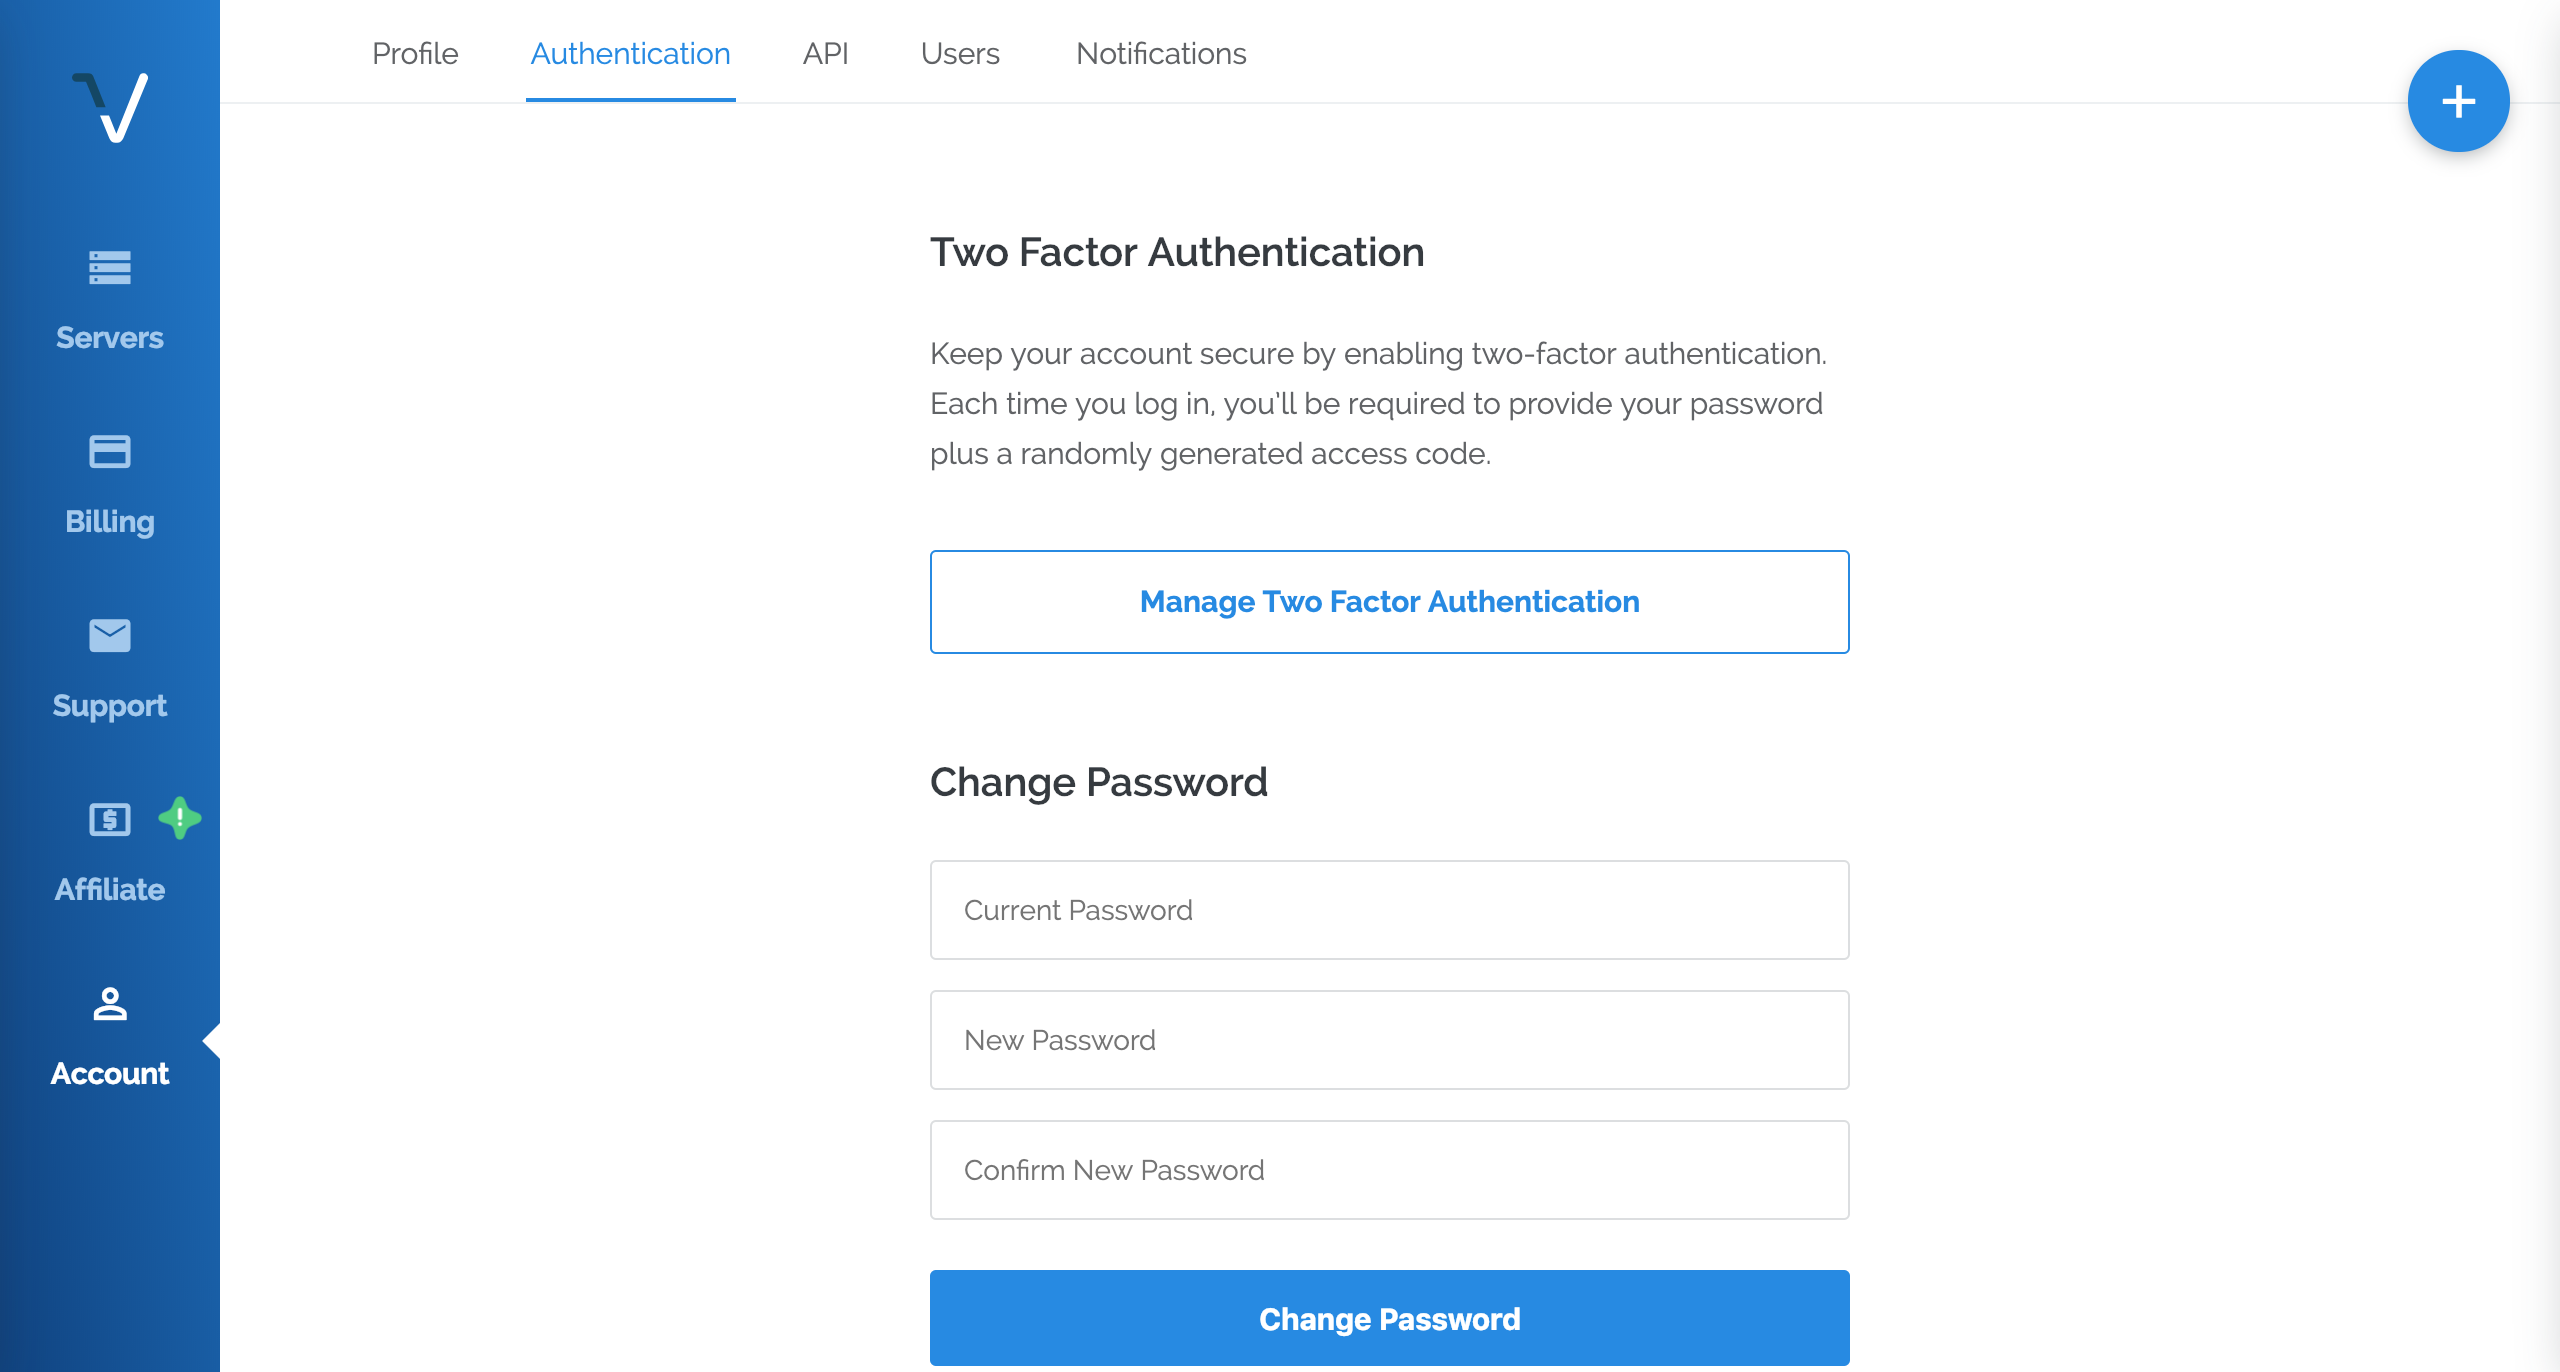 Profile
Authentication
API
Users
Notifications
Servers
Billing
Support
Affiliate
Account
Two Factor Authentication
Keep your account secure by enabling two-factor authentication.
Each time you log in, you'll be required to provide your password
plus a randomly generated access code.
Manage Two Factor Authentication
Change Password
Current Password
New Password
Confirm New Password
Change Password